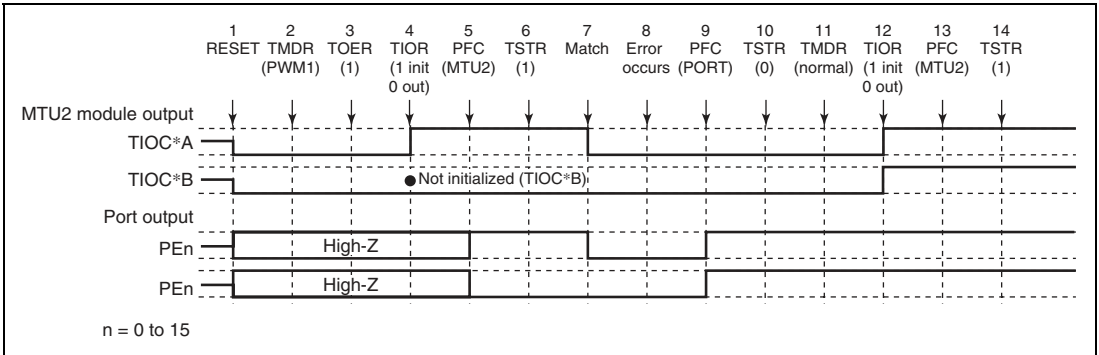 1 2 3 4 5 6 7 8 9 10 11 12 13 14
RESET TMDR TOER TIOR PFC TSTR Match Error PFC TSTR TMDR TIOR PFC TSTR
(PWM1) (1) (1 init (MTU2) (1) occurs (PORT) (0) (normal) (1 init (MTU2) (1)
0 out) 0 out)
MTU2 module output
TIOC*A
TIOC*B ● Not initialized (TIOC*B)
Port output
PEn High-Z
PEn High-Z
n = 0 to 15